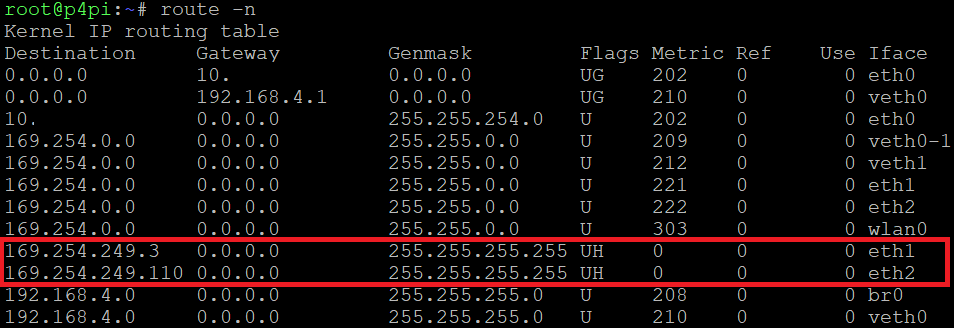 root@p4pi:~# route -n
Kernel IP routing table
Destination Gateway Genmask Flags Metric Ref Use Iface
0.0.0.0 10. 0.0.0.0 UG 202 0 0 eth0
0.0.0.0 192.168.4.1 0.0.0.0 UG 210 0 0 veth0
10. 0.0.0.0 255.255.254.0 U 202 0 0 eth0
169.254.0.0 0.0.0.0 255.255.0.0 U 209 0 0 veth0-1
169.254.0.0 0.0.0.0 255.255.0.0 U 212 0 0 veth1
169.254.0.0 0.0.0.0 255.255.0.0 U 221 0 0 eth1
169.254.0.0 0.0.0.0 255.255.0.0 U 222 0 0 eth2
169.254.0.0 0.0.0.0 255.255.0.0 U 303 0 0 wlan0
169.254.249.3 0.0.0.0 255.255.255.255 UH 0 0 0 eth1
169.254.249.110 0.0.0.0 255.255.255.255 UH 0 0 0 eth2
192.168.4.0 0.0.0.0 255.255.255.0 U 208 0 0 br0
192.168.4.0 0.0.0.0 255.255.255.0 U 210 0 0 veth0